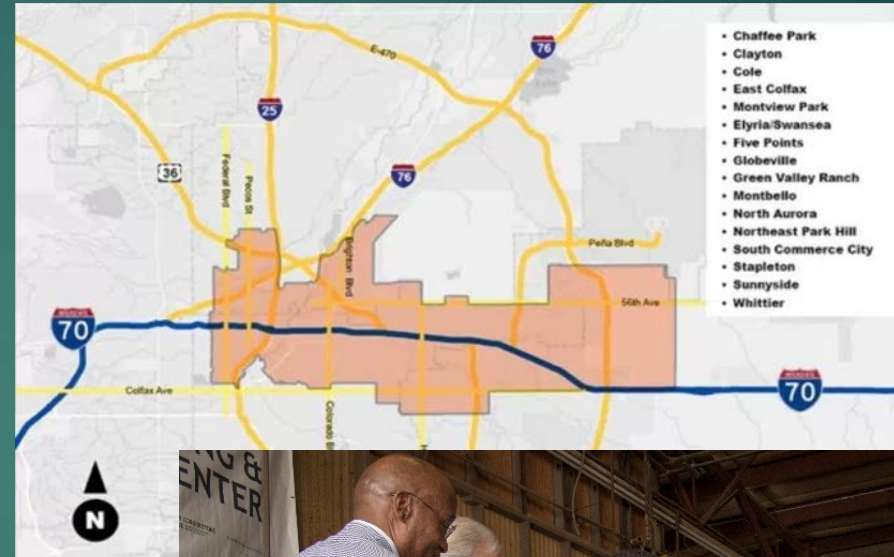 E-470
76
25
36
76
Federal Blvd
Pecos St
Brighton Blvd
Peña Blvd
56th Ave
70
Colfax Ave
70
N
• Chaffee Park
• Clayton
• Cole
• East Colfax
• Montview Park
• Elyria/Swansea
• Five Points
• Globeville
• Green Valley Ranch
• Montbello
• North Aurora
• Northeast Park Hill
• South Commerce City
• Stapleton
• Sunnyside
• Whittier
ENTER